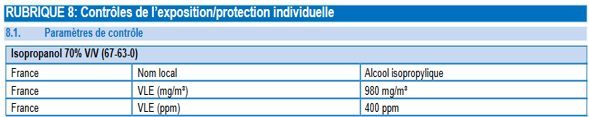 RUBRIQUE 8: Contrôles de l’exposition/protection individuelle
8.1. Paramètres de contrôle
Isopropanol 70% V/V (67-63-0)
France Nom local Alcool isopropylique
France VLE (mg/m³) 980 mg/m³
France VLE (ppm) 400 ppm